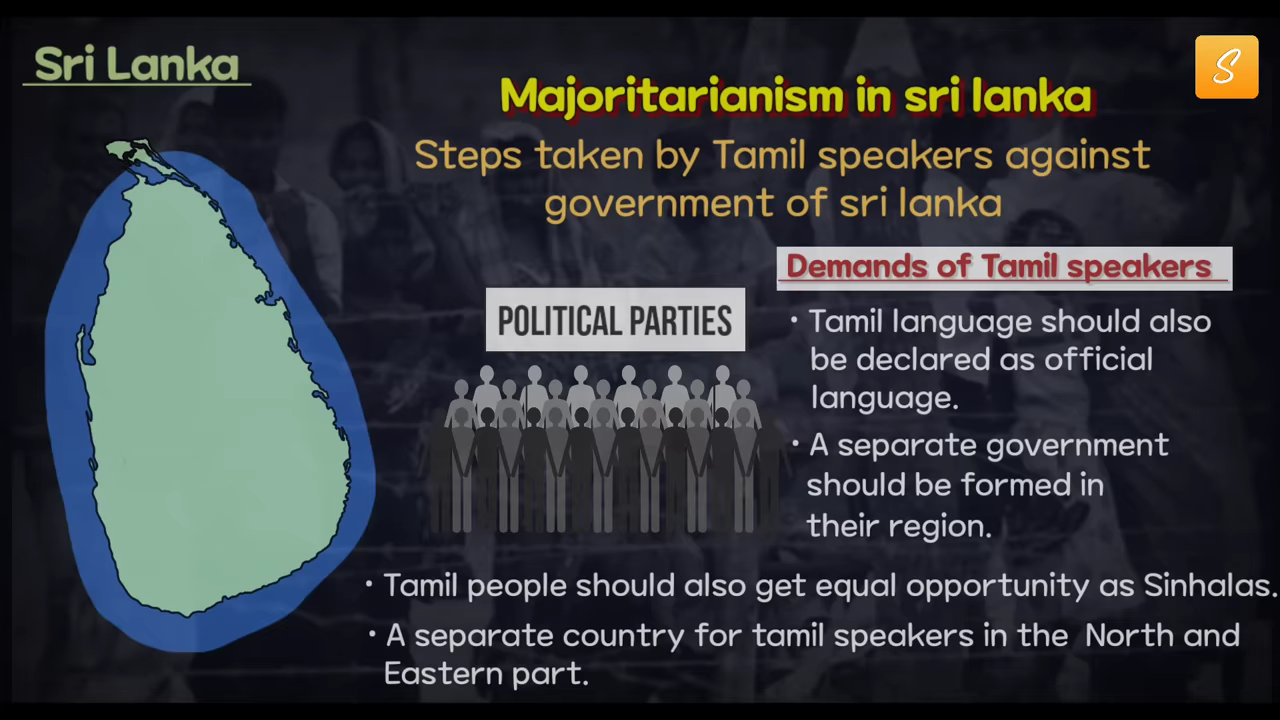 Sri Lanka
S
Majoritarianism in sri lanka
Steps taken by Tamil speakers against
government of sri lanka
Demands of Tamil speakers
POLITICAL PARTIES
• Tamil language should also
be declared as official
language.
• A separate government
should be formed in
their region.
• Tamil people should also get equal opportunity as Sinhalas.
• A separate country for tamil speakers in the North and
Eastern part.